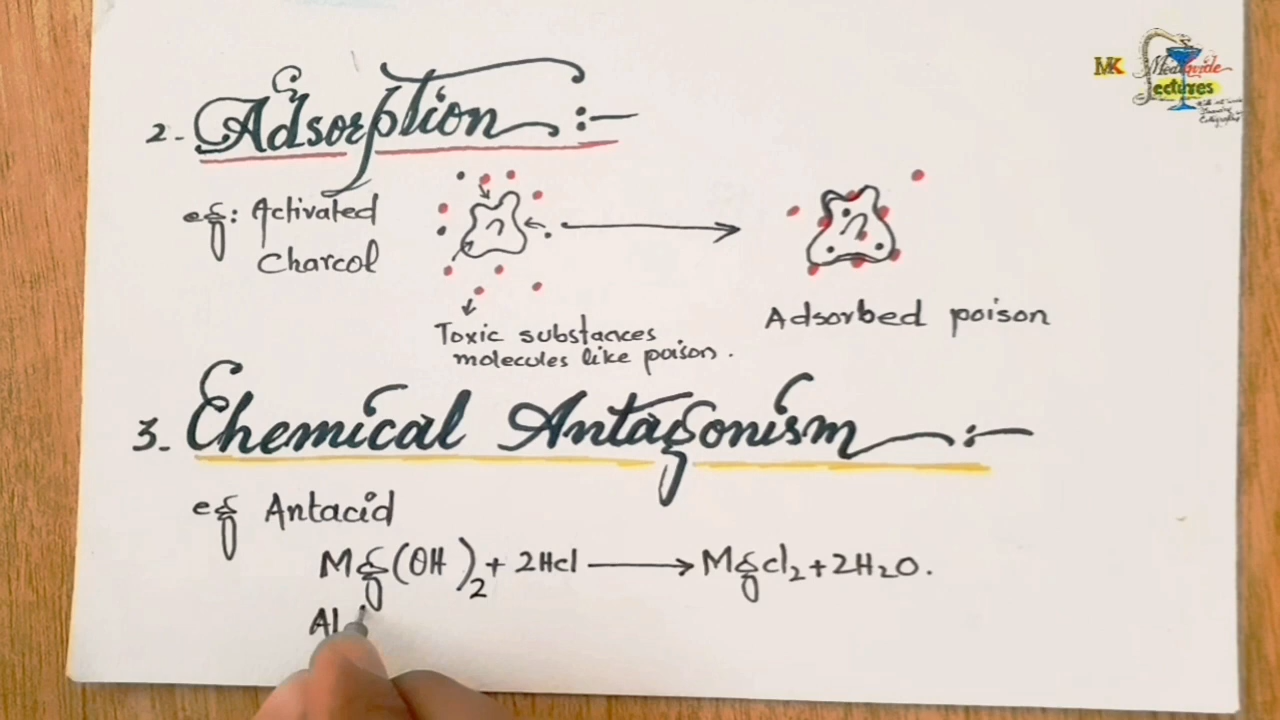 MK Mediwide
Lectures
2- Adsorption :-
eg: Activated
Charcol
Toxic substances
molecules like poison.
Adsorbed poison
3. Chemical Antagonism :-
eg Antacid
Mg(OH)2 + 2Hcl → Mgcl2 + 2H2O.
Al